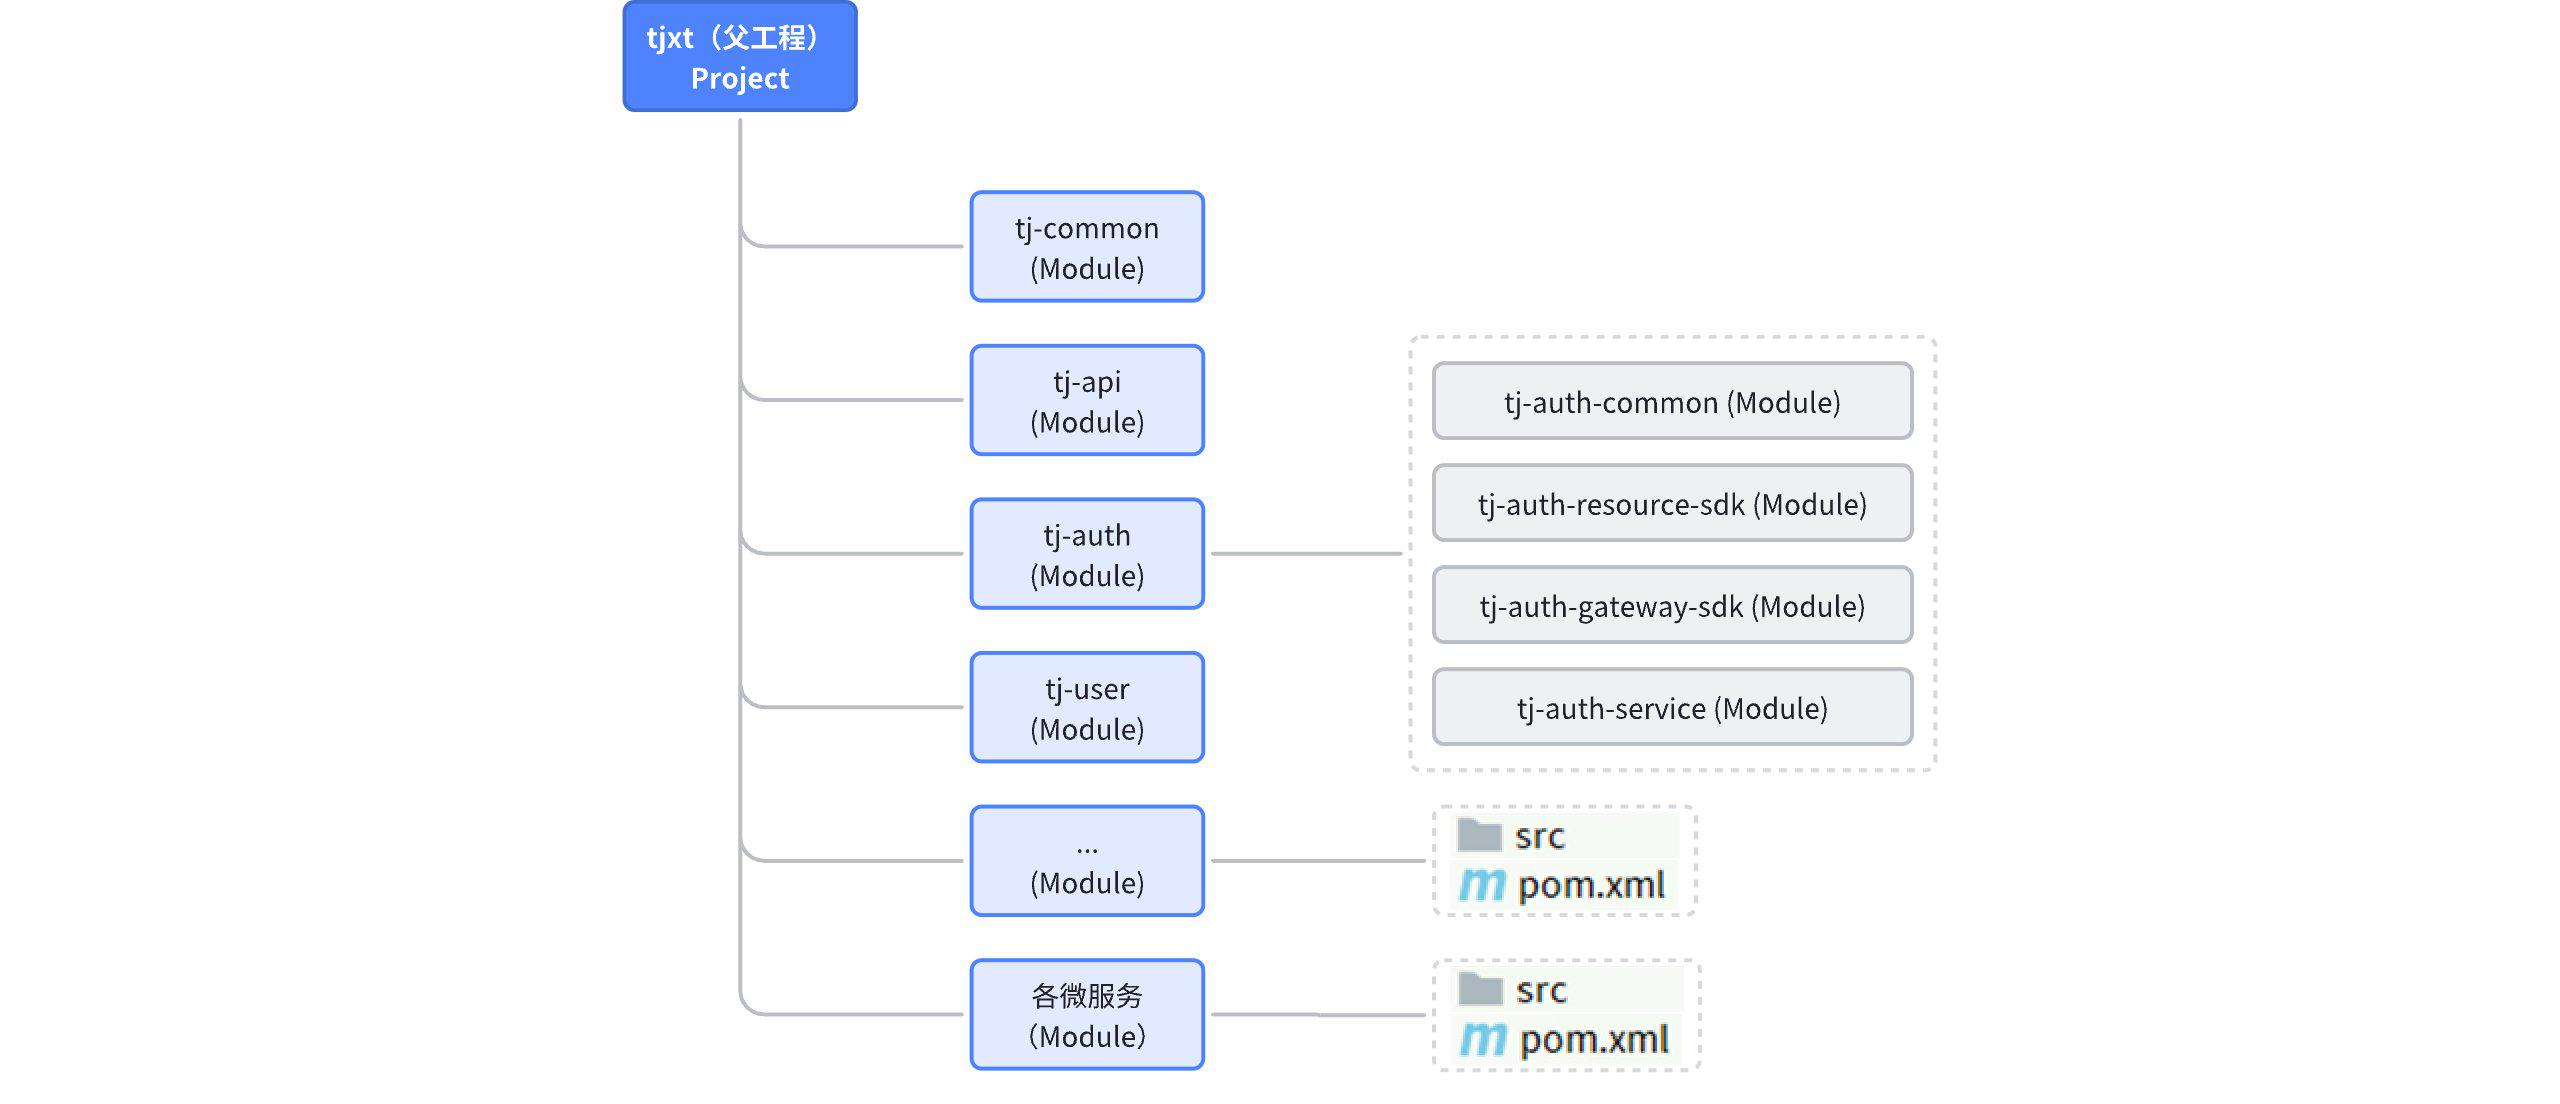 tjxt（父工程）
Project
tj-common
(Module)
tj-api
(Module)
tj-auth
(Module)
tj-auth-common (Module)
tj-auth-resource-sdk (Module)
tj-auth-gateway-sdk (Module)
tj-auth-service (Module)
tj-user
(Module)
...
(Module)
src
pom.xml
各微服务
（Module）
src
pom.xml